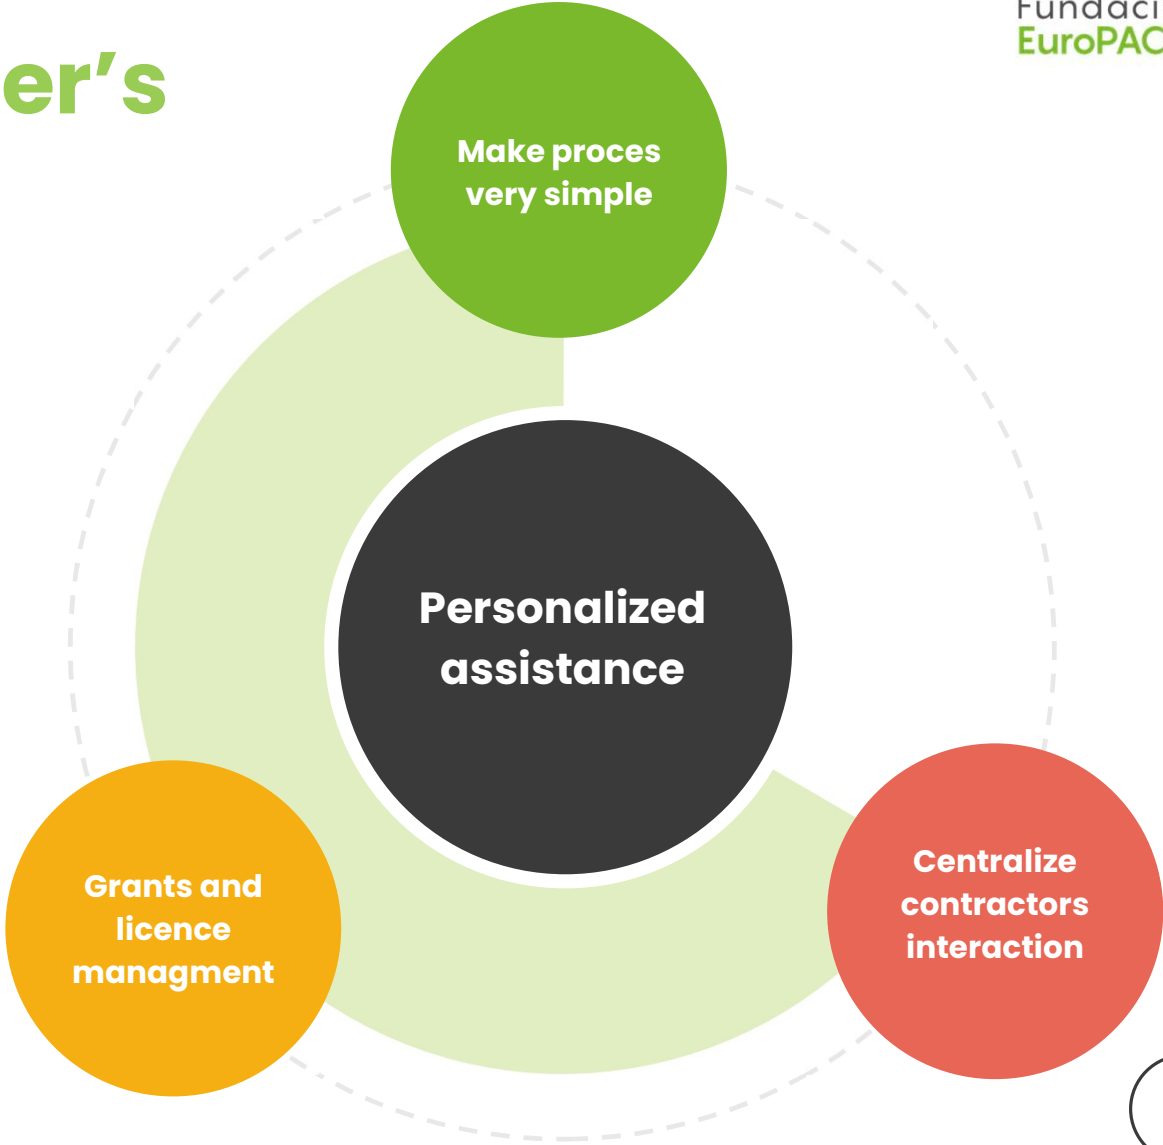 er's
Fundaci
EuroPAC
Make proces
very simple
Personalized
assistance
Grants and
licence
managment
Centralize
contractors
interaction